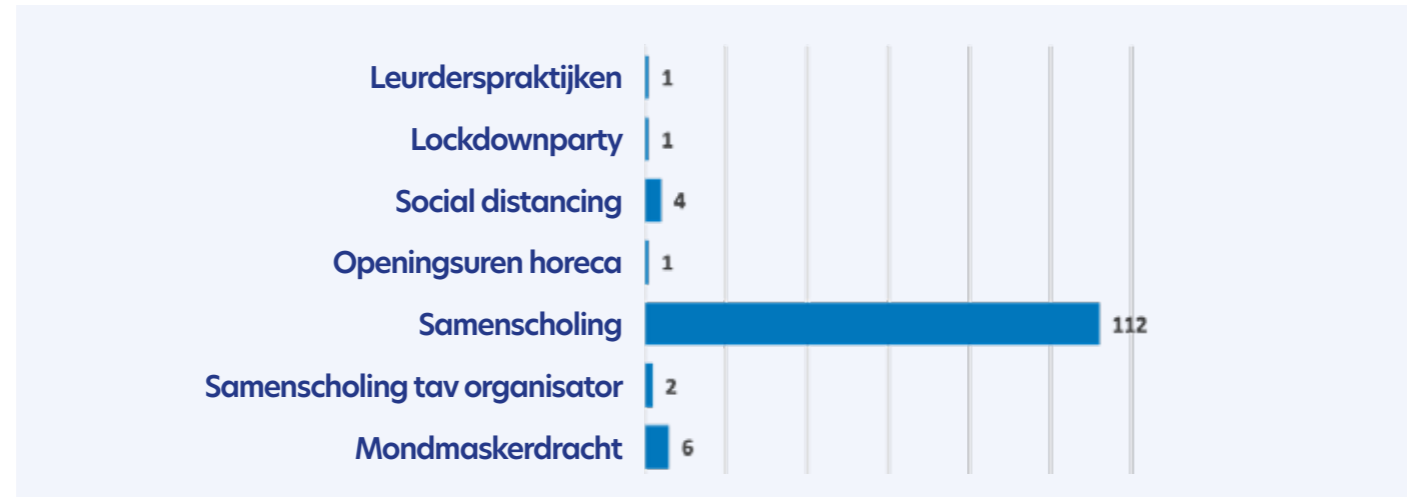 Leurderspraktijken 1
Lockdownparty 1
Social distancing 4
Openingsuren horeca 1
Samenscholing 112
Samenscholing tav organisator 2
Mondmaskerdracht 6